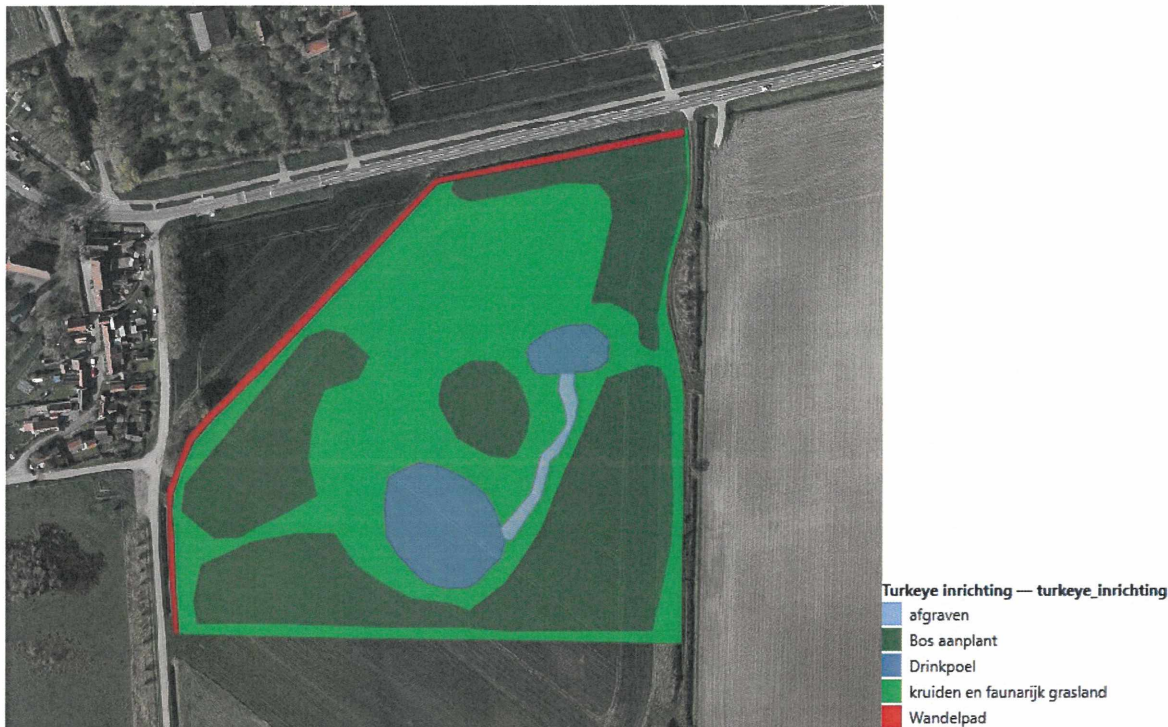 Turkeye inrichting — turkeye_inrichting
afgraven
Bos aanplant
Drinkpoel
kruiden en faunarijk grasland
Wandelpad